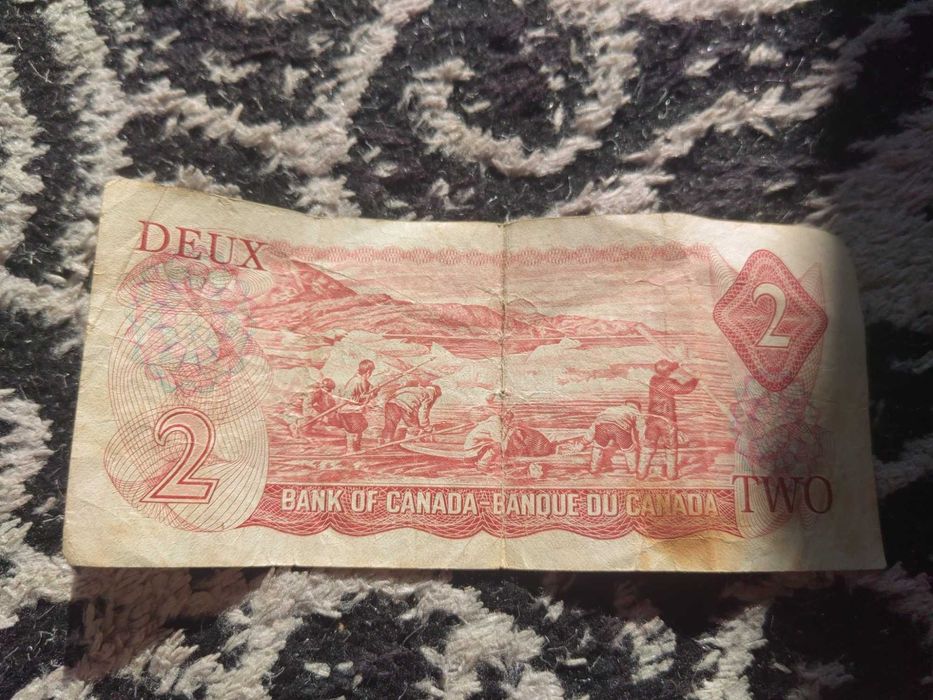 DEUX
2
2
BANK OF CANADA-BANQUE DU CANADA
TWO